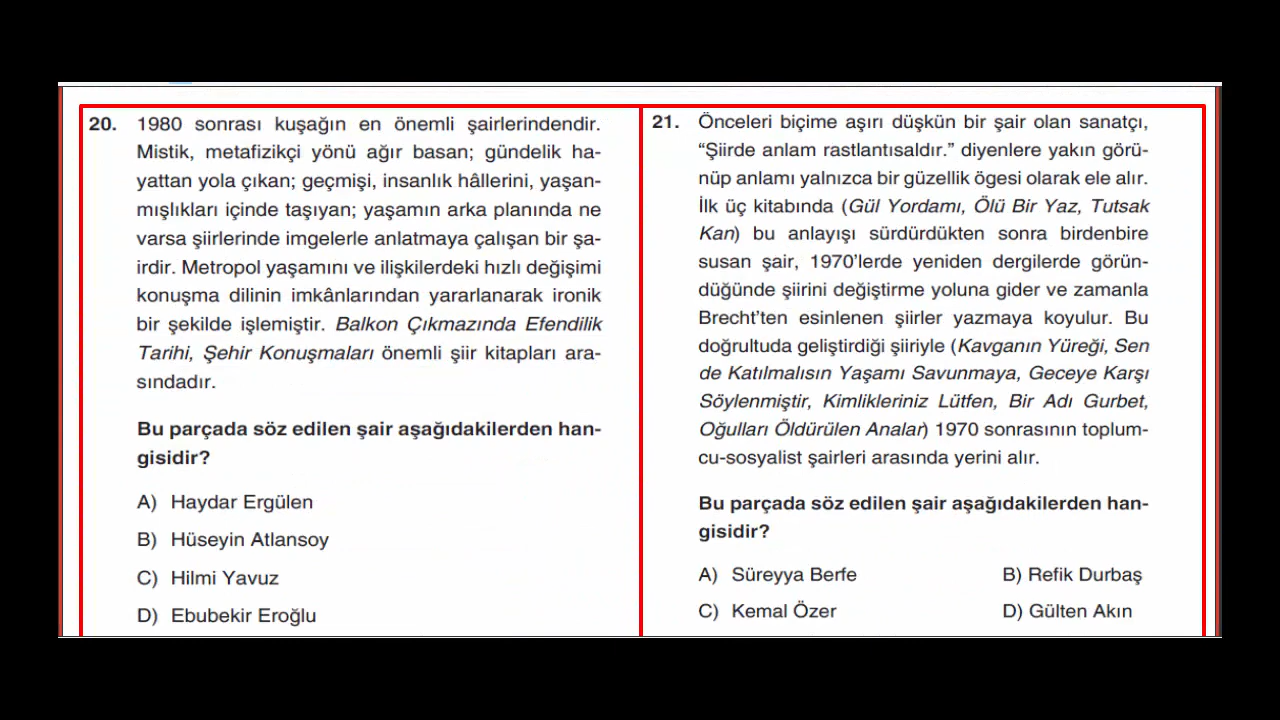 20. 1980 sonrası kuşağın en önemli şairlerindendir.
Mistik, metafizikçi yönü ağır basan; gündelik ha-
yattan yola çıkan; geçmişi, insanlık hâllerini, yaşan-
mışlıkları içinde taşıyan; yaşamın arka planında ne
varsa şiirlerinde imgelerle anlatmaya çalışan bir şa-
irdir. Metropol yaşamını ve ilişkilerdeki hızlı değişimi
konuşma dilinin imkânlarından yararlanarak ironik
bir şekilde işlemiştir. Balkon Çıkmazında Efendilik
Tarihi, Şehir Konuşmaları önemli şiir kitapları ara-
sındadır.
Bu parçada söz edilen şair aşağıdakilerden han-
gisidir?
A) Haydar Ergülen
B) Hüseyin Atlansoy
C) Hilmi Yavuz
D) Ebubekir Eroğlu
21. Önceleri biçime aşırı düşkün bir şair olan sanatçı,
“Şiirde anlam rastlantısaldır.” diyenlere yakın görü-
nüp anlamı yalnızca bir güzellik ögesi olarak ele alır.
İlk üç kitabında (Gül Yordamı, Ölü Bir Yaz, Tutsak
Kan) bu anlayışı sürdürdükten sonra birdenbire
susan şair, 1970’lerde yeniden dergilerde görün-
düğünde şiirini değiştirme yoluna gider ve zamanla
Brecht’ten esinlenen şiirler yazmaya koyulur. Bu
doğrultuda geliştirdiği şiiriyle (Kavganın Yüreği, Sen
de Katılmalısın Yaşamı Savunmaya, Geceye Karşı
Söylenmiştir, Kimlikleriniz Lütfen, Bir Adı Gurbet,
Oğulları Öldürülen Analar) 1970 sonrasının toplum-
cu-sosyalist şairleri arasında yerini alır.
Bu parçada söz edilen şair aşağıdakilerden han-
gisidir?
A) Süreyya Berfe B) Refik Durbaş
C) Kemal Özer D) Gülten Akın